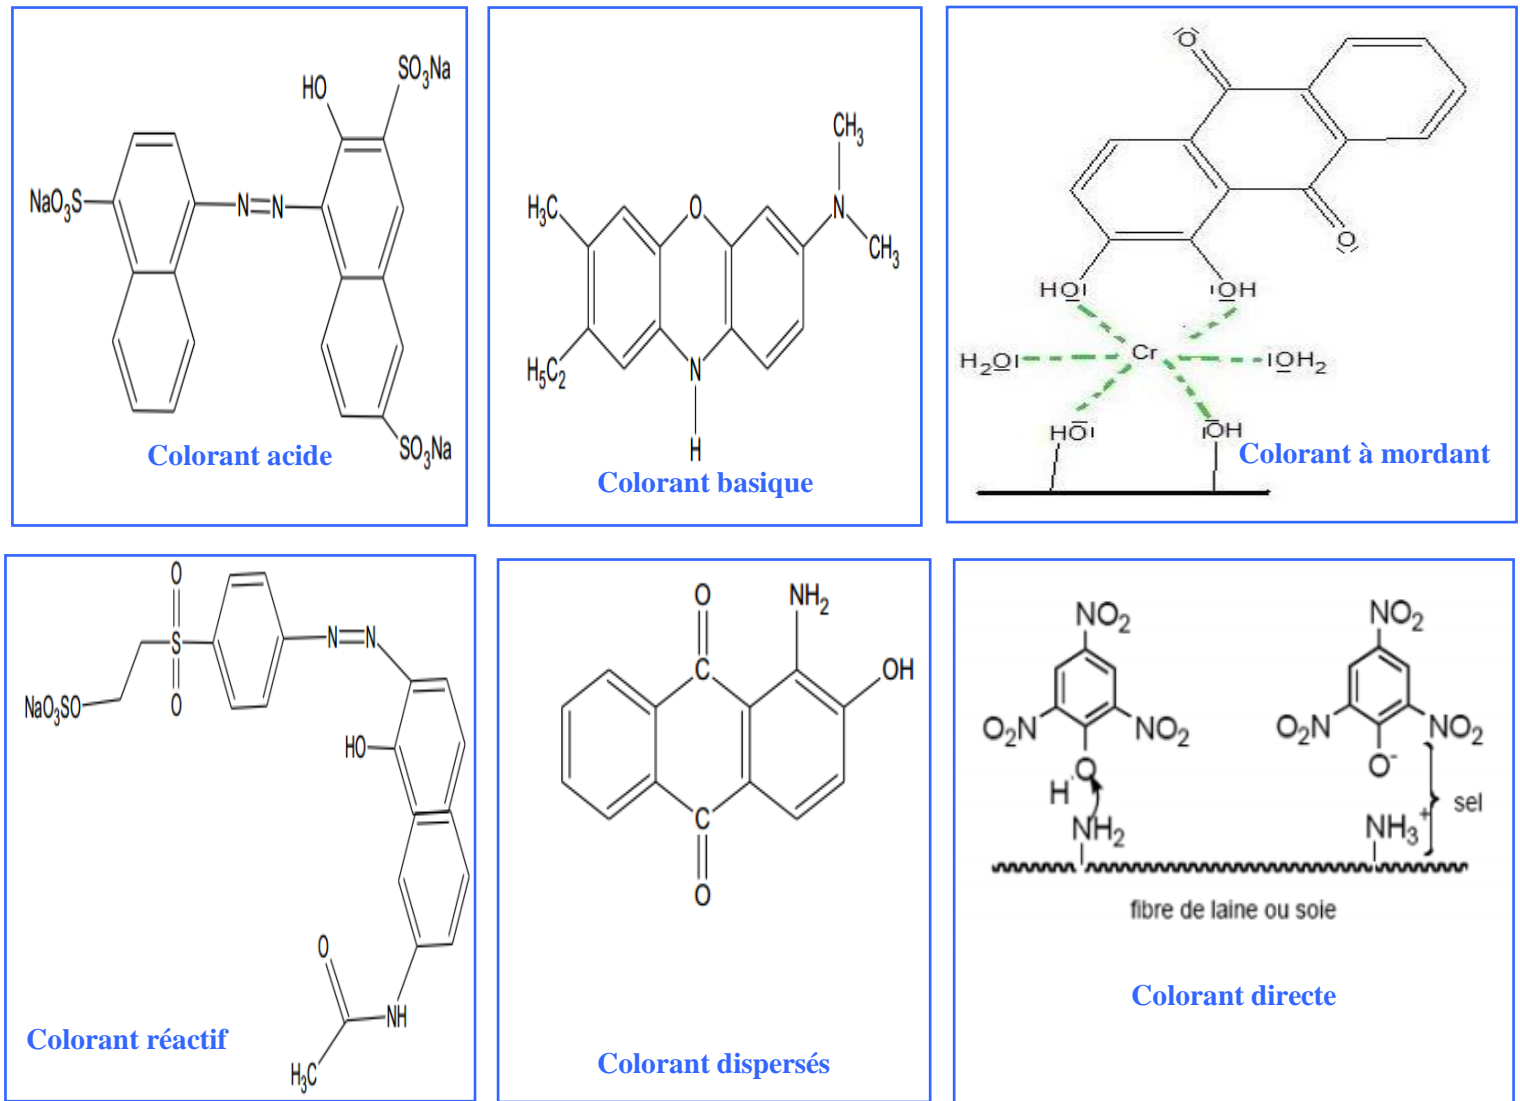 HO
SO3Na
NaO3S
N
N
SO3Na
Colorant acide
CH3
H3C
O
N
CH3
H5C2
N
H
Colorant basique
O
O
HO
OH
H2O
Cr
OH2
HO
OH
Colorant à mordant
O
S
O
N
N
NaO3SO
HO
O
NH
H3C
Colorant réactif
O
NH2
C
OH
C
O
Colorant dispersés
NO2
NO2
O2N
NO2
O2N
NO2
O
O-
H
NH2
NH3+
sel
fibre de laine ou soie
Colorant directe